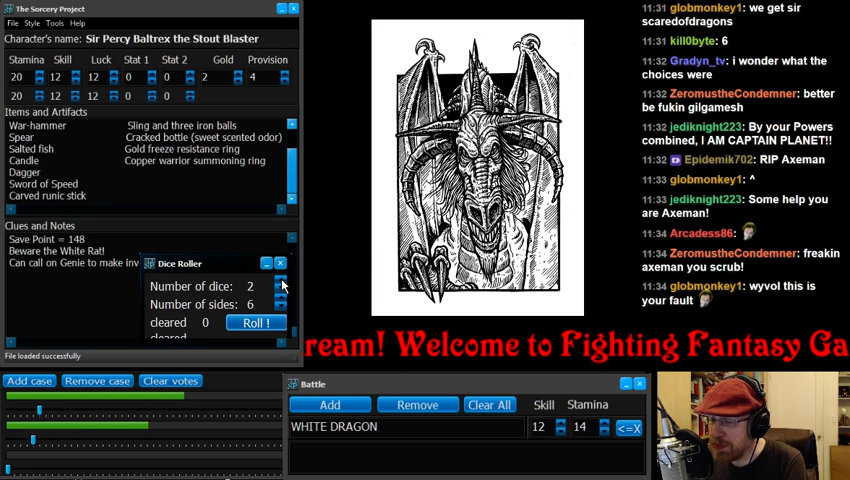 The Sorcery Project
File Style Tools Help
Character's name: Sir Percy Baltrex the Stout Blaster
Stamina Skill Luck Stat 1 Stat 2 Gold Provision
20 12 12 0 0 2 4
20 12 12 0 0
Items and Artifacts
War-hammer Sling and three iron balls
Spear Cracked bottle (sweet scented odor)
Salted fish Gold freeze resistance ring
Candle Copper warrior summoning ring
Dagger
Sword of Speed
Carved runic stick
Clues and Notes
Save Point = 148
Beware the White Rat!
Can call on Genie to make inv
Dice Roller
Number of dice: 2
Number of sides: 6
cleared 0 Roll !
cleared
File loaded successfully
Add case Remove case Clear votes
ream! Welcome to Fighting Fantasy Ga
Battle
Add Remove Clear All Skill Stamina
WHITE DRAGON 12 14 <=X
11:31 globmonkey1: we get sir
scaredofdragons
11:31 kill0byte: 6
11:32 Gradyn_tv: i wonder what the
choices were
11:32 ZeromustheCondemner: better
be fukin gilgamesh
11:32 jediknight223: By your Powers
combined, I AM CAPTAIN PLANET!!
11:32 Epidemik702: RIP Axeman
11:33 globmonkey1: ^
11:33 jediknight223: Some help you
are Axeman!
11:34 Arcadess86:
11:34 ZeromustheCondemner: freakin
axeman you scrub!
11:34 globmonkey1: wyvol this is
your fault